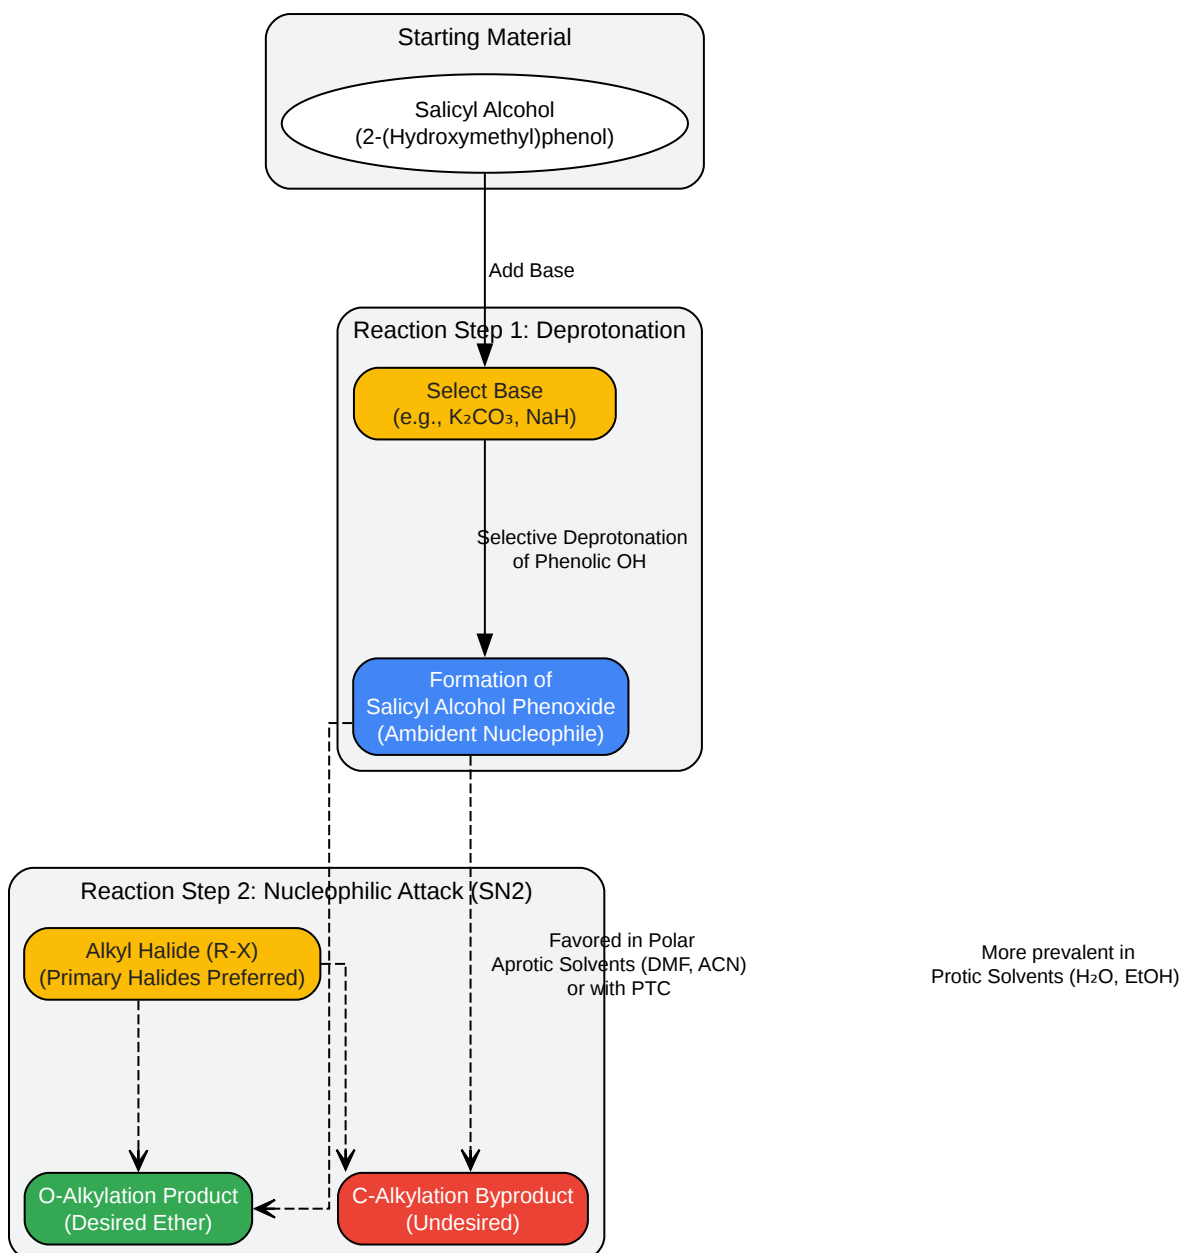 Starting Material
Salicyl Alcohol
(2-(Hydroxymethyl)phenol)
Add Base
Reaction Step 1: Deprotonation
Select Base
(e.g., K₂CO₃, NaH)
Selective Deprotonation
of Phenolic OH
Formation of
Salicyl Alcohol Phenoxide
(Ambident Nucleophile)
Reaction Step 2: Nucleophilic Attack (SN2)
Alkyl Halide (R-X)
(Primary Halides Preferred)
Favored in Polar
Aprotic Solvents (DMF, ACN)
or with PTC
More prevalent in
Protic Solvents (H₂O, EtOH)
O-Alkylation Product
(Desired Ether)
C-Alkylation Byproduct
(Undesired)